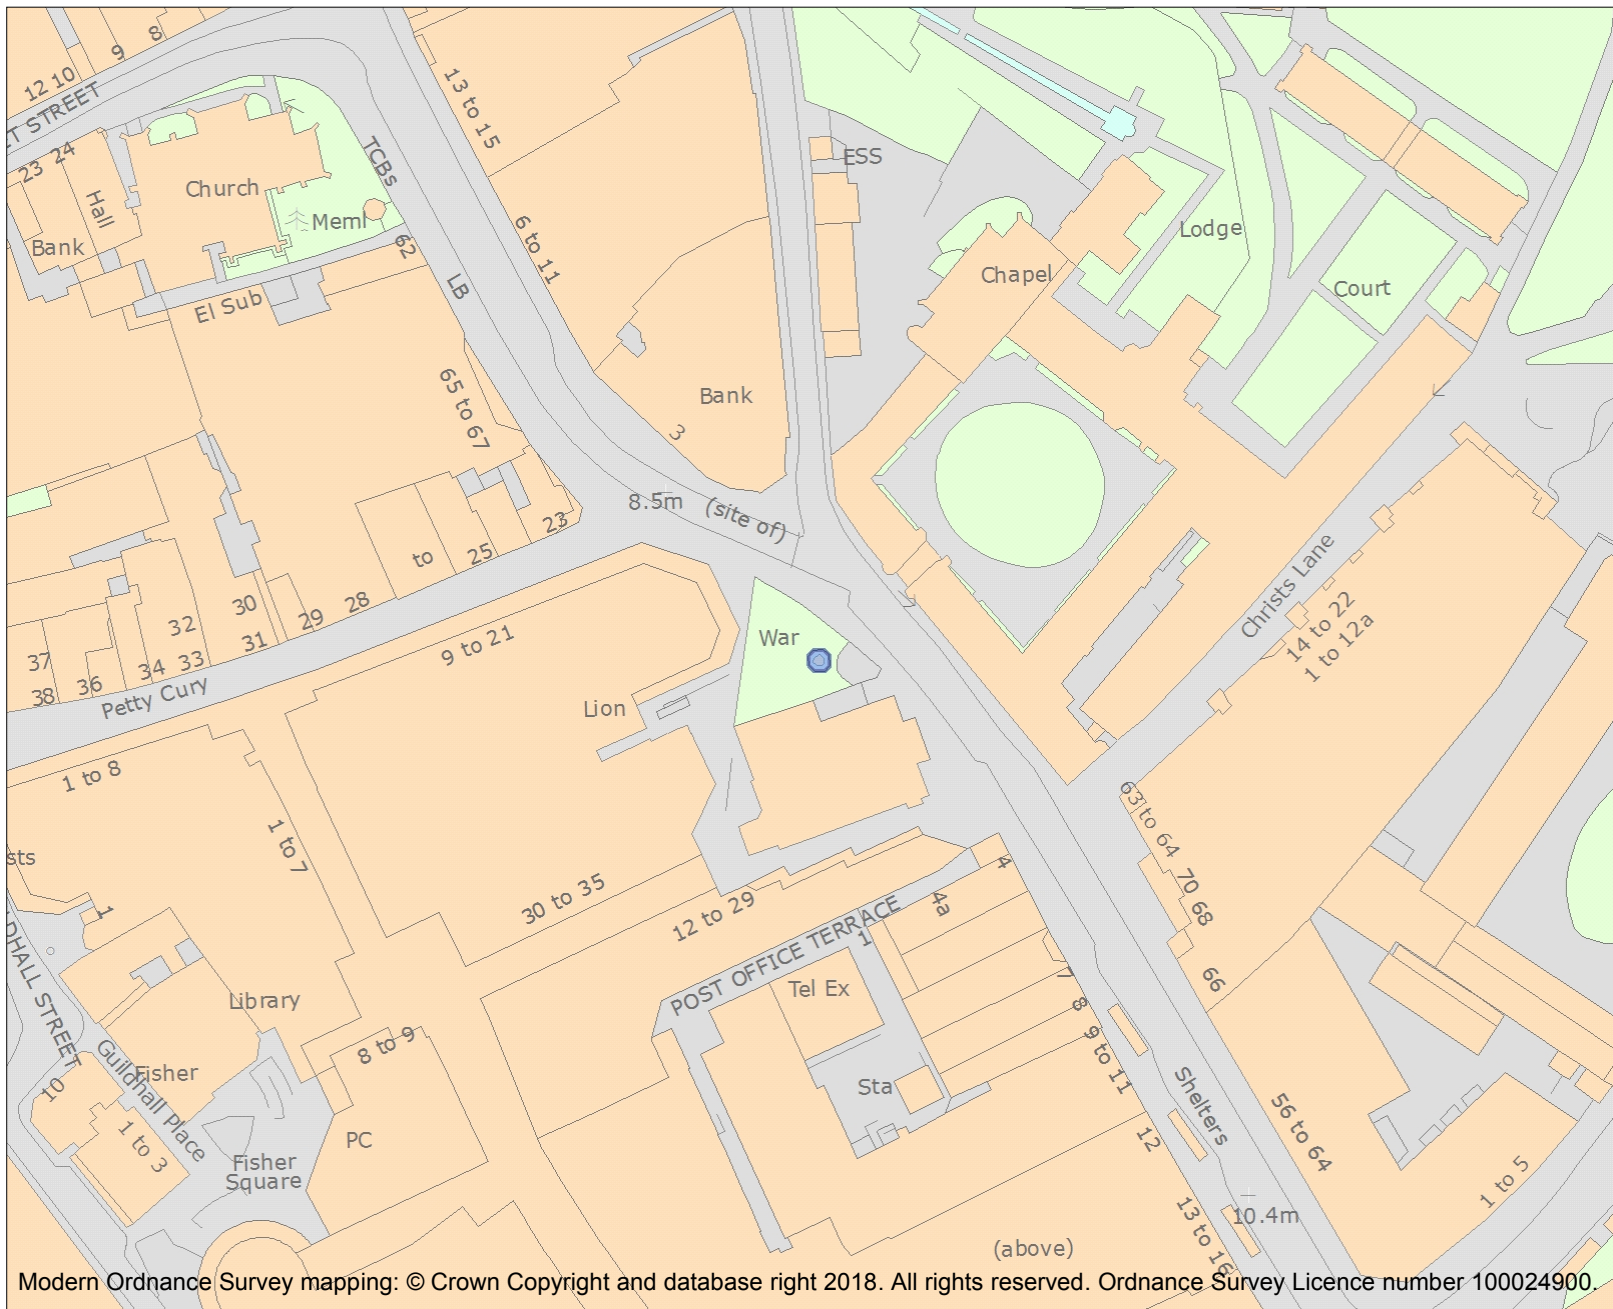 8
9
12 10
ET STREET
23 24
Hall
Bank
Church
Meml
TCBs
62
El Sub
LB
13 to 15
6 to 11
ESS
Lodge
Chapel
Court
65 to 67
Bank
3
8.5m
(site of)
23
25
to
28
29
30
31
32
33
34
36
37
38
Petty Cury
9 to 21
War
Lion
Christs Lane
14 to 22
1 to 12a
1 to 8
1 to 7
sts
1
30 to 35
12 to 29
POST OFFICE TERRACE
4
4a
1
63 to 64
70
68
66
Tel Ex
7
8
9 to 11
Library
8 to 9
DHALL STREET
Guildhall Place
Fisher
10
1 to 3
PC
Fisher
Square
Sta
Shelters
12
56 to 64
13 to 16
10.4m
1 to 5
(above)
Modern Ordnance Survey mapping: © Crown Copyright and database right 2018. All rights reserved. Ordnance Survey Licence number 100024900.